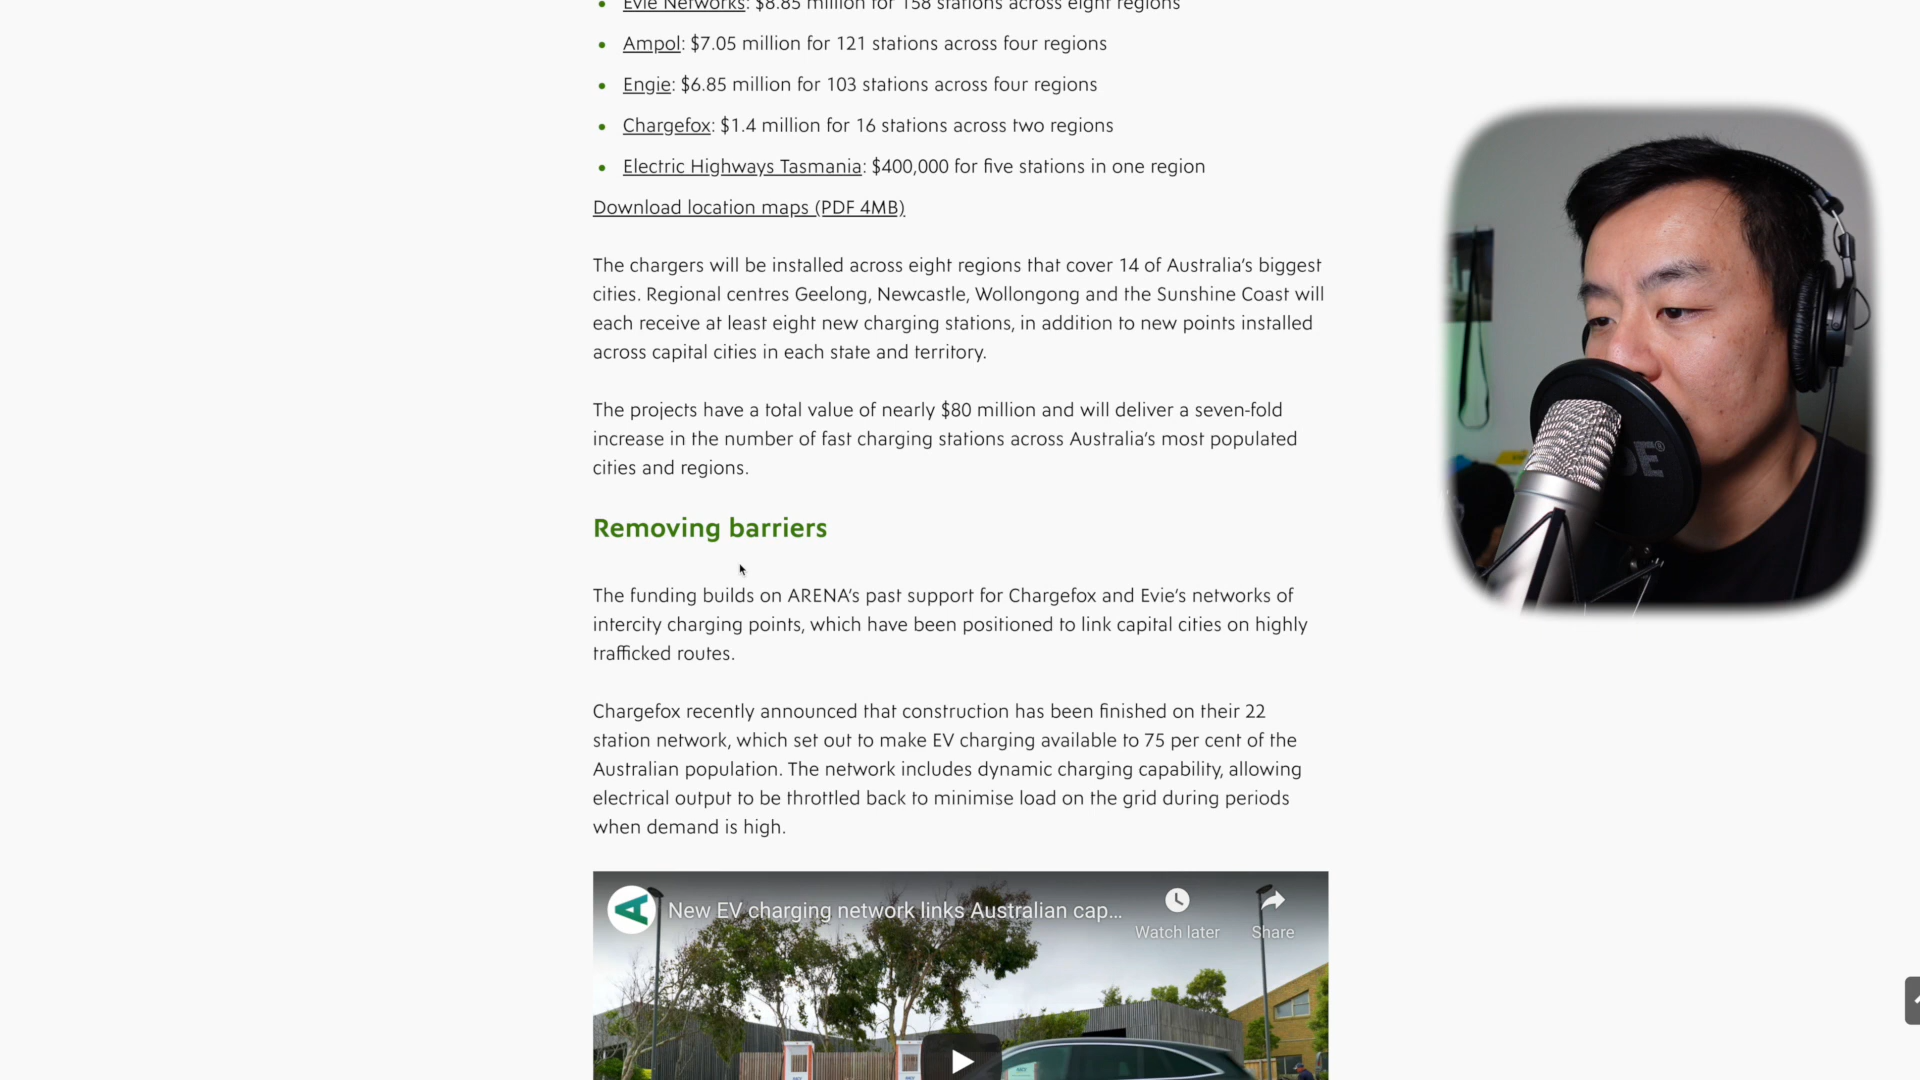 Evie Networks: $8.85 million for 158 stations across eight regions
Ampol: $7.05 million for 121 stations across four regions
Engie: $6.85 million for 103 stations across four regions
Chargefox: $1.4 million for 16 stations across two regions
Electric Highways Tasmania: $400,000 for five stations in one region
Download location maps (PDF 4MB)
The chargers will be installed across eight regions that cover 14 of Australia's biggest
cities. Regional centres Geelong, Newcastle, Wollongong and the Sunshine Coast will
each receive at least eight new charging stations, in addition to new points installed
across capital cities in each state and territory.
The projects have a total value of nearly $80 million and will deliver a seven-fold
increase in the number of fast charging stations across Australia's most populated
cities and regions.
Removing barriers
The funding builds on ARENA's past support for Chargefox and Evie's networks of
intercity charging points, which have been positioned to link capital cities on highly
trafficked routes.
Chargefox recently announced that construction has been finished on their 22
station network, which set out to make EV charging available to 75 per cent of the
Australian population. The network includes dynamic charging capability, allowing
electrical output to be throttled back to minimise load on the grid during periods
when demand is high.
New EV charging network links Australian cap...
Watch later
Share